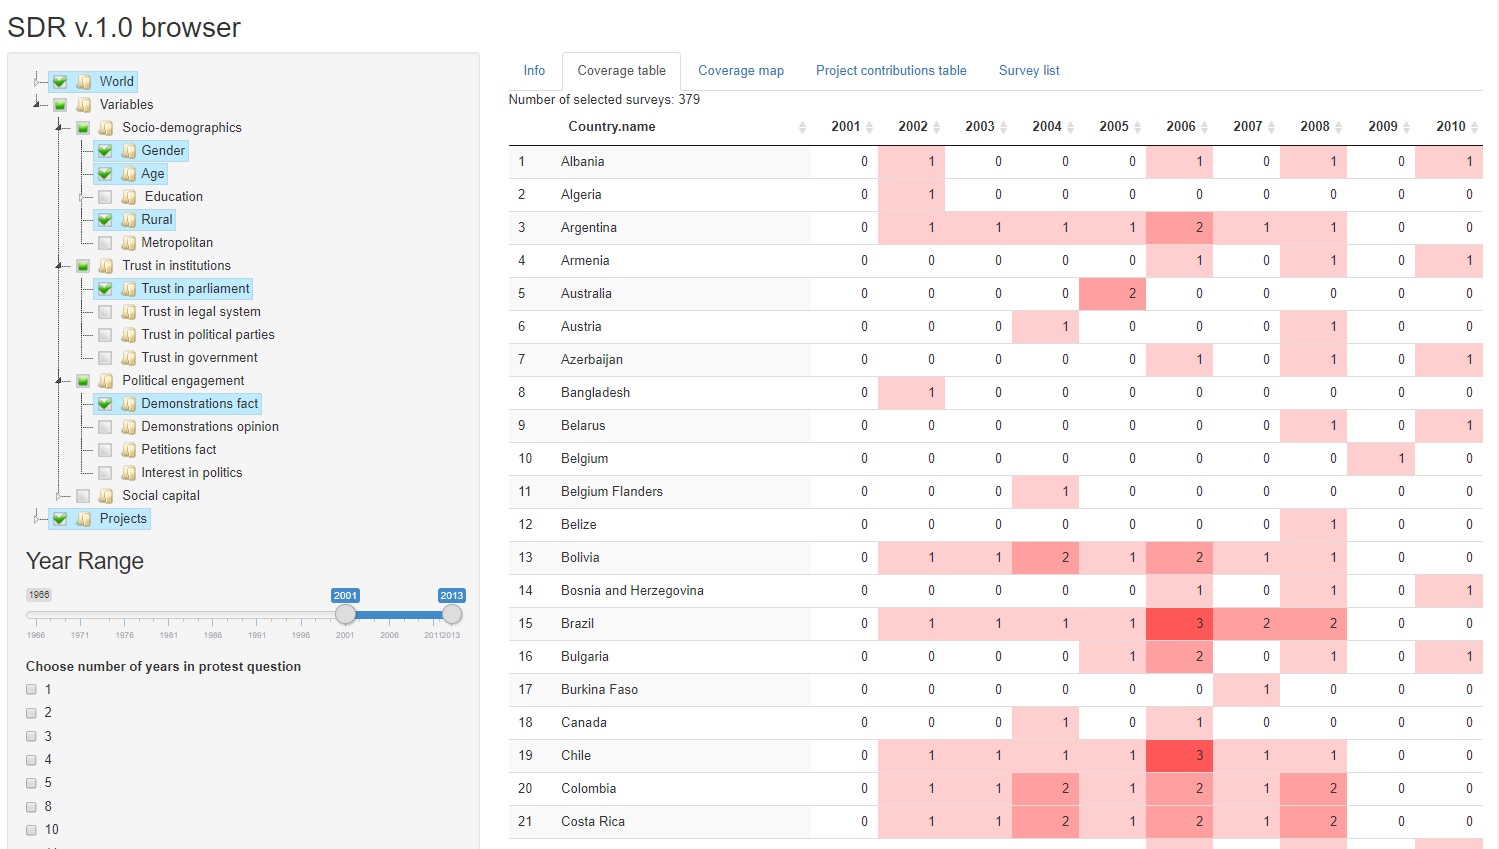 SDR v.1.0 browser
World
Variables
Socio-demographics
Gender
Age
Education
Rural
Metropolitan
Trust in institutions
Trust in parliament
Trust in legal system
Trust in political parties
Trust in government
Political engagement
Demonstrations fact
Demonstrations opinion
Petitions fact
Interest in politics
Social capital
Projects
Year Range
1966 2001 2013
1966 1971 1976 1981 1986 1991 1996 2001 2006 2011 2013
Choose number of years in protest question
1
2
3
4
5
8
10
Info Coverage table Coverage map Project contributions table Survey list
Number of selected surveys: 379
Country.name 2001 2002 2003 2004 2005 2006 2007 2008 2009 2010
1 Albania 0 1 0 0 0 1 0 1 0 1
2 Algeria 0 1 0 0 0 0 0 0 0 0
3 Argentina 0 1 1 1 1 2 1 1 0 0
4 Armenia 0 0 0 0 0 1 0 1 0 1
5 Australia 0 0 0 0 2 0 0 0 0 0
6 Austria 0 0 0 1 0 0 0 1 0 0
7 Azerbaijan 0 0 0 0 0 1 0 1 0 1
8 Bangladesh 0 1 0 0 0 0 0 0 0 0
9 Belarus 0 0 0 0 0 0 0 1 0 1
10 Belgium 0 0 0 0 0 0 0 0 1 0
11 Belgium Flanders 0 0 0 1 0 0 0 0 0 0
12 Belize 0 0 0 0 0 0 0 1 0 0
13 Bolivia 0 1 1 2 1 2 1 1 0 0
14 Bosnia and Herzegovina 0 0 0 0 0 1 0 1 0 1
15 Brazil 0 1 1 1 1 3 2 2 0 0
16 Bulgaria 0 0 0 0 1 2 0 1 0 1
17 Burkina Faso 0 0 0 0 0 0 1 0 0 0
18 Canada 0 0 0 1 0 1 0 0 0 0
19 Chile 0 1 1 1 1 3 1 1 0 0
20 Colombia 0 1 1 2 1 2 1 2 0 0
21 Costa Rica 0 1 1 2 1 2 1 2 0 0